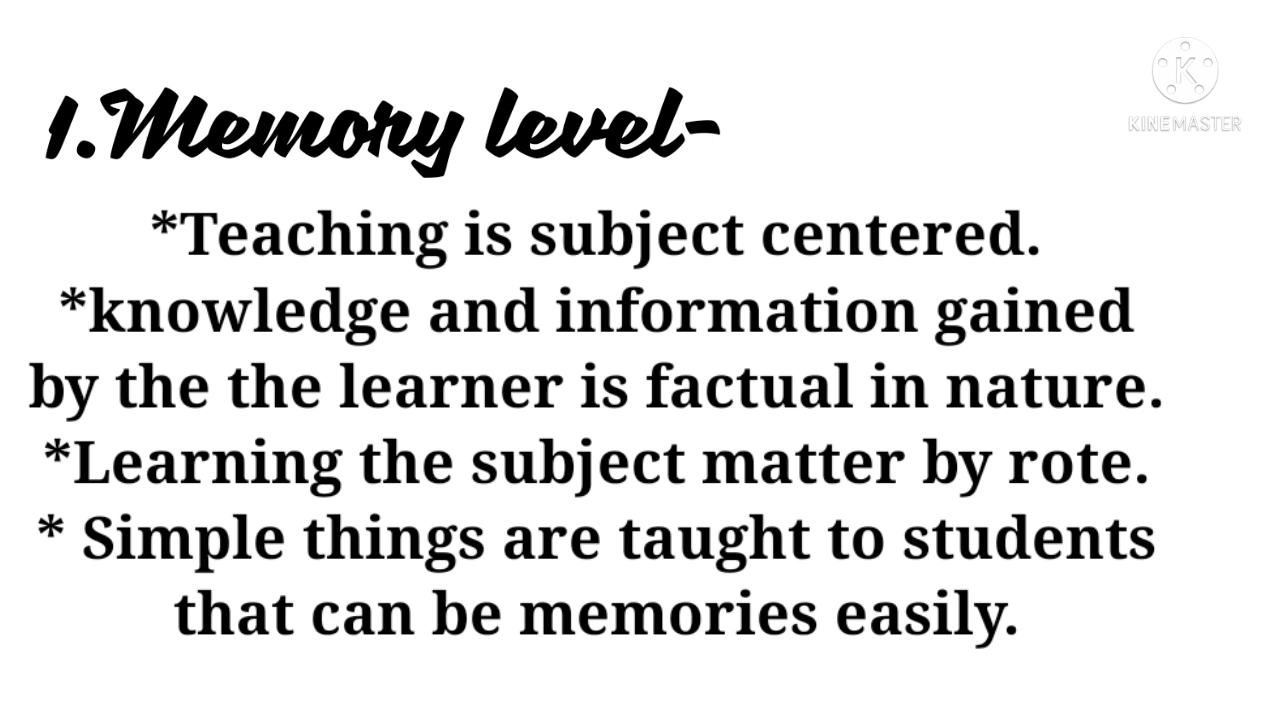 1.Memory level-
KINEMASTER
*Teaching is subject centered.
*knowledge and information gained
by the the learner is factual in nature.
*Learning the subject matter by rote.
* Simple things are taught to students
that can be memories easily.